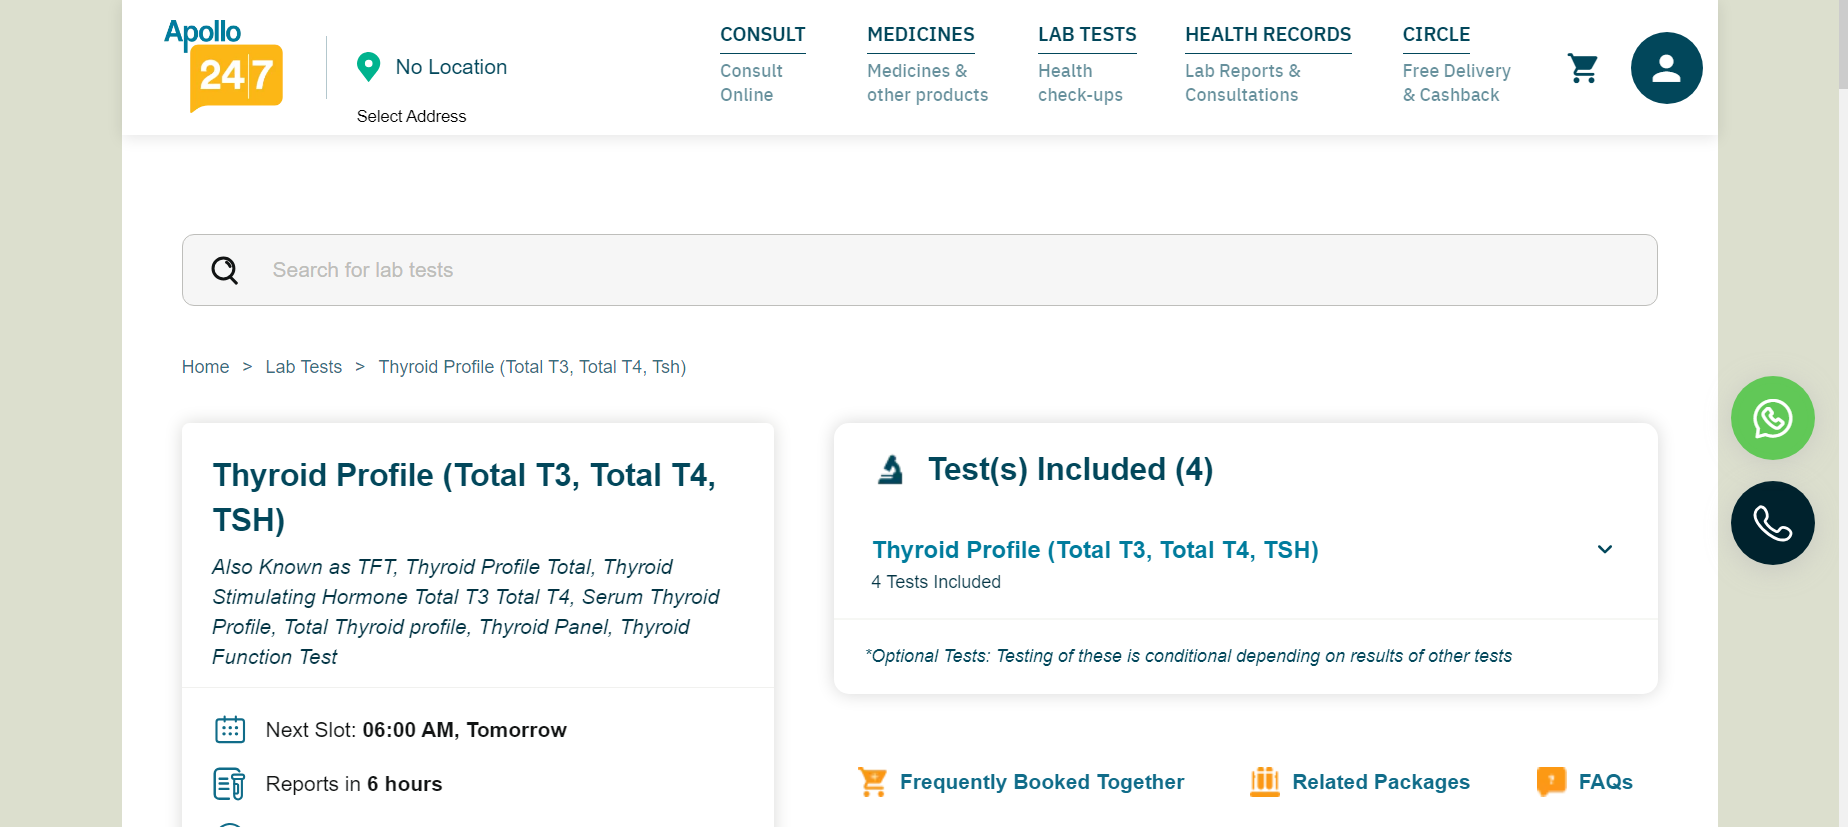 Apollo
24|7
No Location
Select Address
CONSULT
Consult
Online
MEDICINES
Medicines &
other products
LAB TESTS
Health
check-ups
HEALTH RECORDS
Lab Reports &
Consultations
CIRCLE
Free Delivery
& Cashback
Search for lab tests
Home > Lab Tests > Thyroid Profile (Total T3, Total T4, Tsh)
Thyroid Profile (Total T3, Total T4,
TSH)
Also Known as TFT, Thyroid Profile Total, Thyroid
Stimulating Hormone Total T3 Total T4, Serum Thyroid
Profile, Total Thyroid profile, Thyroid Panel, Thyroid
Function Test
Next Slot: 06:00 AM, Tomorrow
Reports in 6 hours
Test(s) Included (4)
Thyroid Profile (Total T3, Total T4, TSH)
4 Tests Included
*Optional Tests: Testing of these is conditional depending on results of other tests
Frequently Booked Together
Related Packages
FAQs